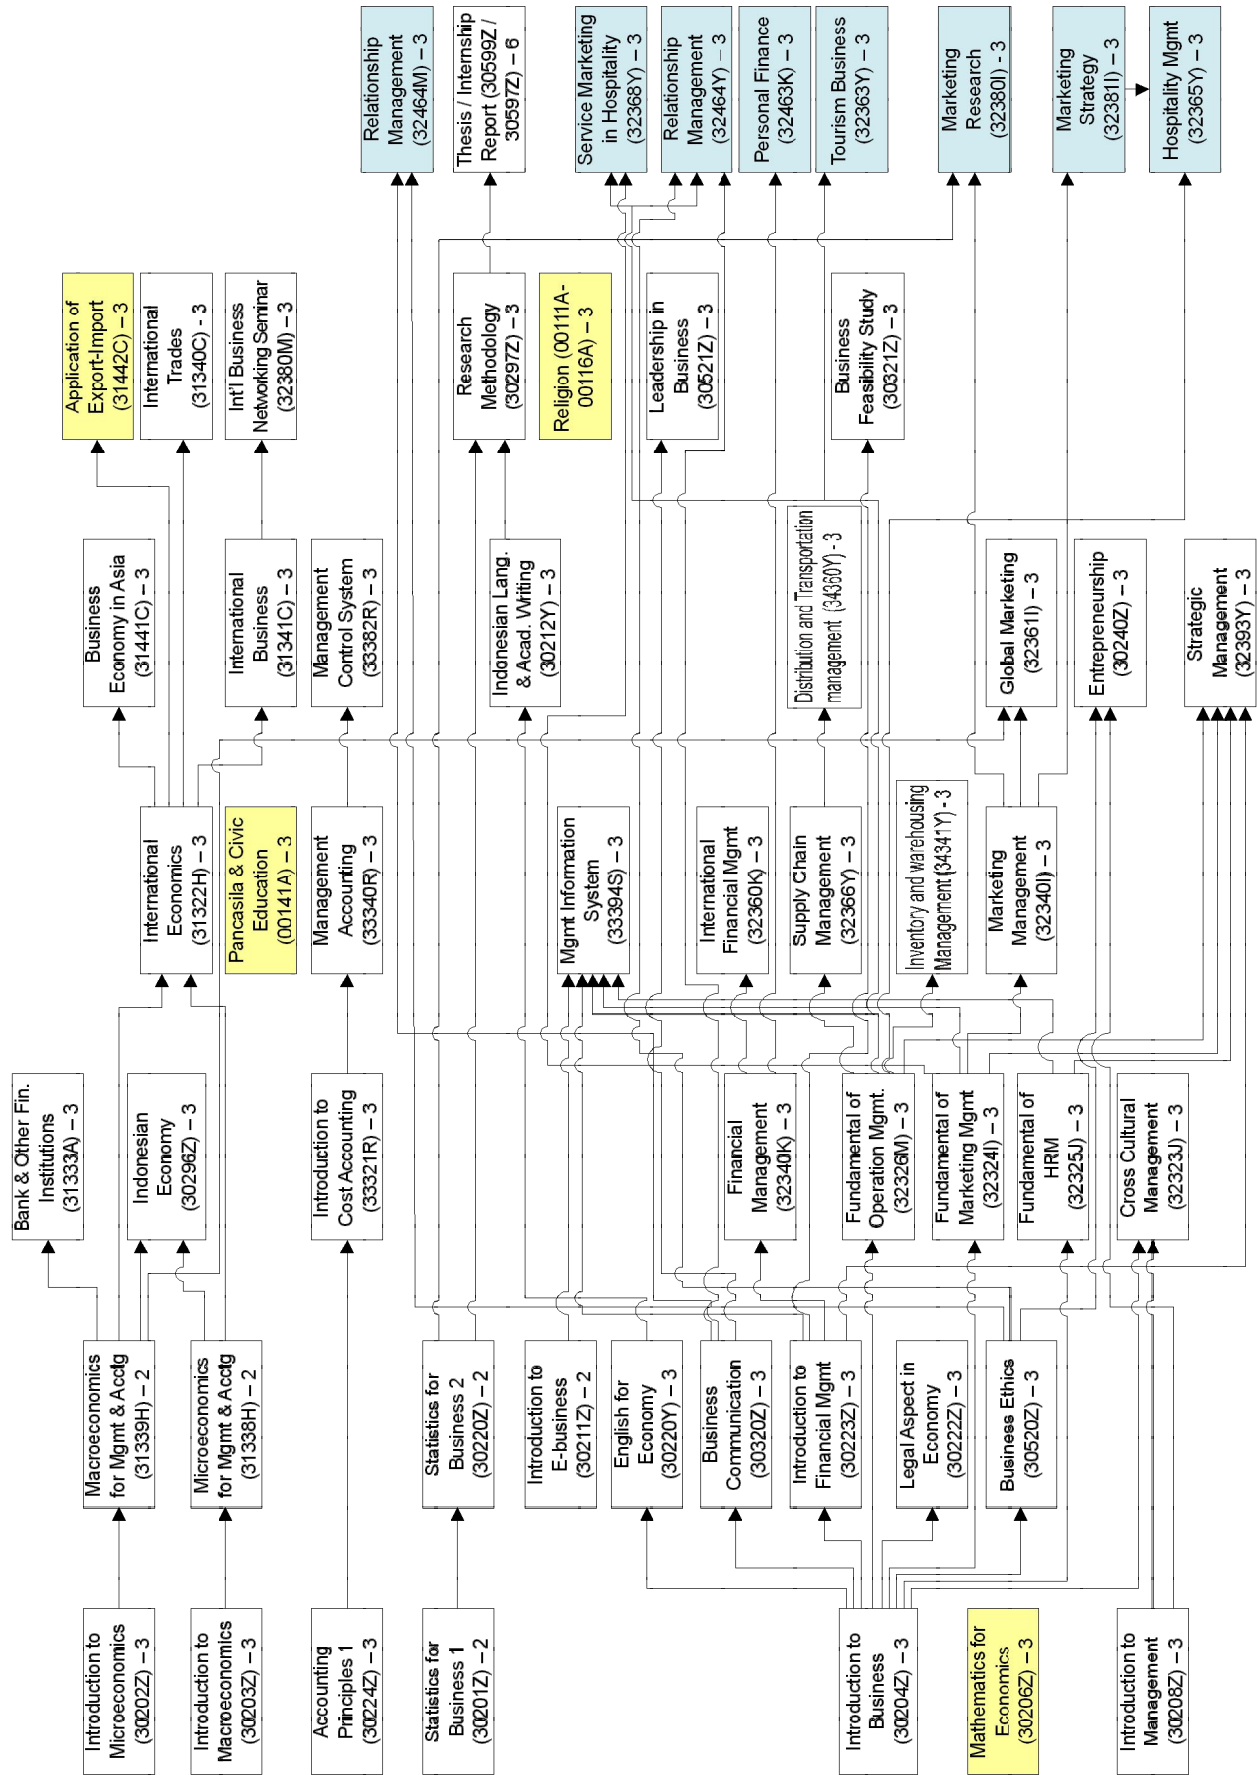 Introduction to
Microeconomics
(30202Z) – 3
Introduction to
Macroeconomics
(30203Z) – 3
Accounting
Principles 1
(30224Z) – 3
Statistics for
Business 1
(30201Z) – 2
Introduction to
Business
(30204Z) – 3
Mathematics for
Economics
(30206Z) – 3
Introduction to
Management
(30208Z) – 3
Macroeconomics
for Mgmt & Acctg
(31339H) – 2
Microeconomics
for Mgmt & Acctg
(31338H) – 2
Statistics for
Business 2
(30220Z) – 2
Introduction to
E-business
(30211Z) – 2
English for
Economy
(30220Y) – 3
Business
Communication
(30320Z) – 3
Introduction to
Financial Mgmt
(30223Z) – 3
Legal Aspect in
Economy
(30222Z) – 3
Business Ethics
(30520Z) – 3
Bank & Other Fin.
Institutions
(31333A) – 3
Indonesian
Economy
(30296Z) – 3
Introduction to
Cost Accounting
(33321R) – 3
Financial
Management
(32340K) – 3
Fundamental of
Operation Mgmt.
(32326M) – 3
Fundamental of
Marketing Mgmt
(32324I) – 3
Fundamental of
HRM
(32325J) – 3
Cross Cultural
Management
(32323J) – 3
International
Economics
(31322H) – 3
Pancasila & Civic
Education
(00141A) – 3
Management
Accounting
(33340R) – 3
Mgmt Information
System
(33394S) – 3
International
Financial Mgmt
(32360K) – 3
Supply Chain
Management
(32366Y) – 3
Inventory and warehousing
Management (34341Y) - 3
Marketing
Management
(32340I) – 3
Business
Economy in Asia
(31441C) – 3
International
Business
(31341C) – 3
Management
Control System
(33382R) – 3
Indonesian Lang.
& Acad. Writing
(30212Y) – 3
Distribution and Transportation
management (34360Y) - 3
Global Marketing
(32361I) – 3
Entrepreneurship
(30240Z) – 3
Strategic
Management
(32393Y) – 3
Application of
Export-Import
(31442C) – 3
International
Trades
(31340C) - 3
Int'l Business
Networking Seminar
(32380M) – 3
Research
Methodology
(30297Z) – 3
Religion (00111A-
00116A) – 3
Leadership in
Business
(30521Z) – 3
Business
Feasibility Study
(30321Z) – 3
Relationship
Management
(32464M) – 3
Thesis / Internship
Report (30599Z /
30597Z) – 6
Service Marketing
in Hospitality
(32368Y) – 3
Relationship
Management
(32464Y) – 3
Personal Finance
(32463K) – 3
Tourism Business
(32363Y) – 3
Marketing
Research
(32380I) - 3
Marketing
Strategy
(32381I) – 3
Hospitality Mgmt
(32365Y) – 3